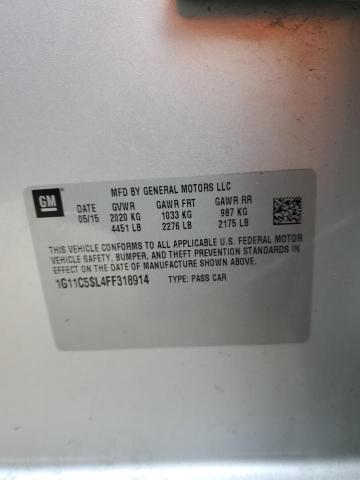 MFD BY GENERAL MOTORS LLC
GM
DATE GVWR GAWR FRT GAWR RR
05/15 2020 KG 1033 KG 987 KG
4451 LB 2276 LB 2175 LB
THIS VEHICLE CONFORMS TO ALL APPLICABLE U.S. FEDERAL MOTOR
VEHICLE SAFETY, BUMPER, AND THEFT PREVENTION STANDARDS IN
EFFECT ON THE DATE OF MANUFACTURE SHOWN ABOVE.
1G11C5SL4FF318914 TYPE: PASS CAR